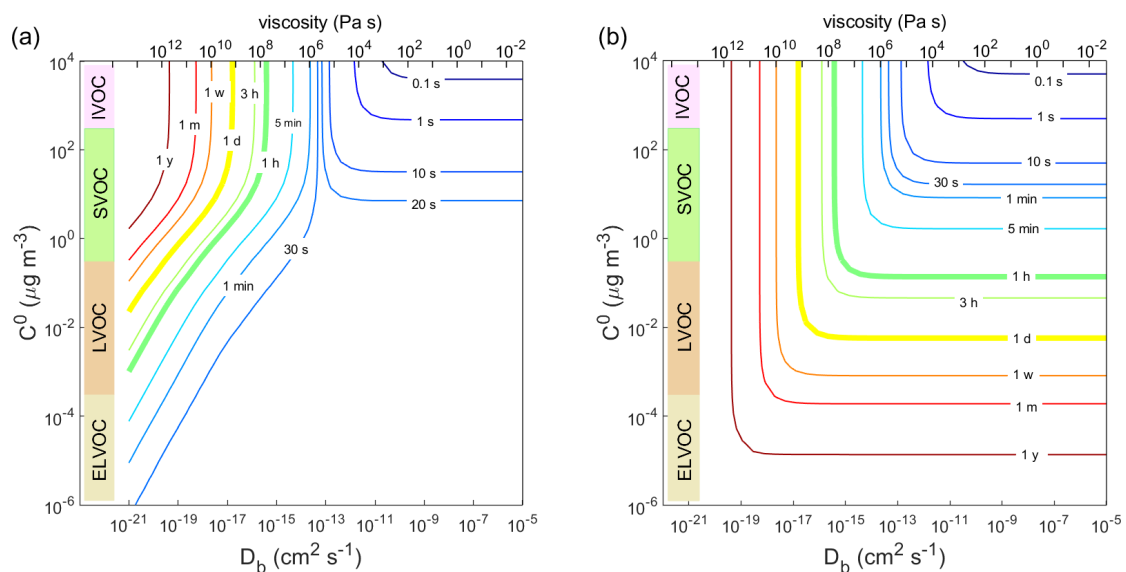 (a)
viscosity (Pa s)
10^12 10^10 10^8 10^6 10^4 10^2 10^0 10^-2
10^4
10^2
10^0
10^-2
10^-4
10^-6
C^0 (μg m^-3)
IVOC
SVOC
LVOC
ELVOC
1 y
1 m
1 w
1 d
3 h
1 h
5 min
1 min
30 s
0.1 s
1 s
10 s
20 s
10^-21 10^-19 10^-17 10^-15 10^-13 10^-11 10^-9 10^-7 10^-5
D_b (cm^2 s^-1)
(b)
viscosity (Pa s)
10^12 10^10 10^8 10^6 10^4 10^2 10^0 10^-2
10^4
10^2
10^0
10^-2
10^-4
10^-6
C^0 (μg m^-3)
IVOC
SVOC
LVOC
ELVOC
0.1 s
1 s
10 s
30 s
1 min
5 min
1 h
3 h
1 d
1 w
1 m
1 y
10^-21 10^-19 10^-17 10^-15 10^-13 10^-11 10^-9 10^-7 10^-5
D_b (cm^2 s^-1)